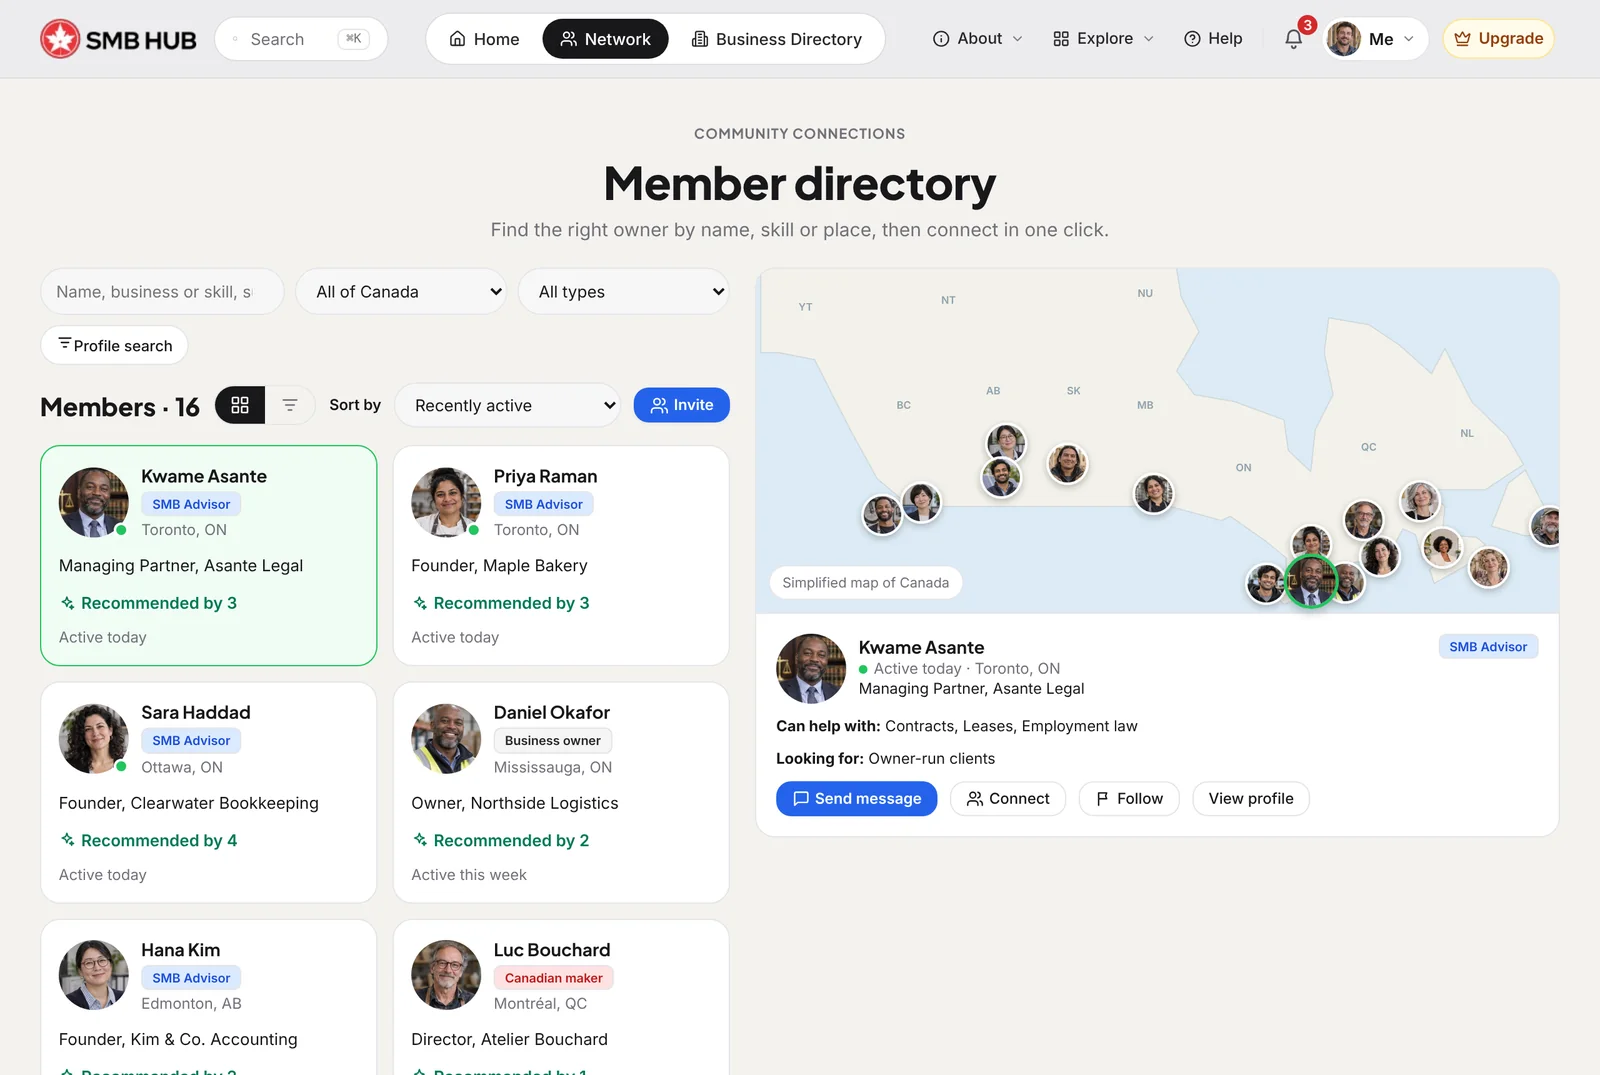 SMB HUB
Search
⌘K
Home
Network
Business Directory
About
Explore
Help
3
Me
Upgrade
COMMUNITY CONNECTIONS
Member directory
Find the right owner by name, skill or place, then connect in one click.
Name, business or skill, s
All of Canada
All types
Profile search
Members · 16
Sort by
Recently active
Invite
Kwame Asante
SMB Advisor
Toronto, ON
Managing Partner, Asante Legal
Recommended by 3
Active today
Priya Raman
SMB Advisor
Toronto, ON
Founder, Maple Bakery
Recommended by 3
Active today
Sara Haddad
SMB Advisor
Ottawa, ON
Founder, Clearwater Bookkeeping
Recommended by 4
Active today
Daniel Okafor
Business owner
Mississauga, ON
Owner, Northside Logistics
Recommended by 2
Active this week
Hana Kim
SMB Advisor
Edmonton, AB
Founder, Kim & Co. Accounting
Luc Bouchard
Canadian maker
Montréal, QC
Director, Atelier Bouchard
YT
NT
NU
BC
AB
SK
MB
ON
QC
NL
Simplified map of Canada
Kwame Asante
Active today · Toronto, ON
Managing Partner, Asante Legal
SMB Advisor
Can help with: Contracts, Leases, Employment law
Looking for: Owner-run clients
Send message
Connect
Follow
View profile